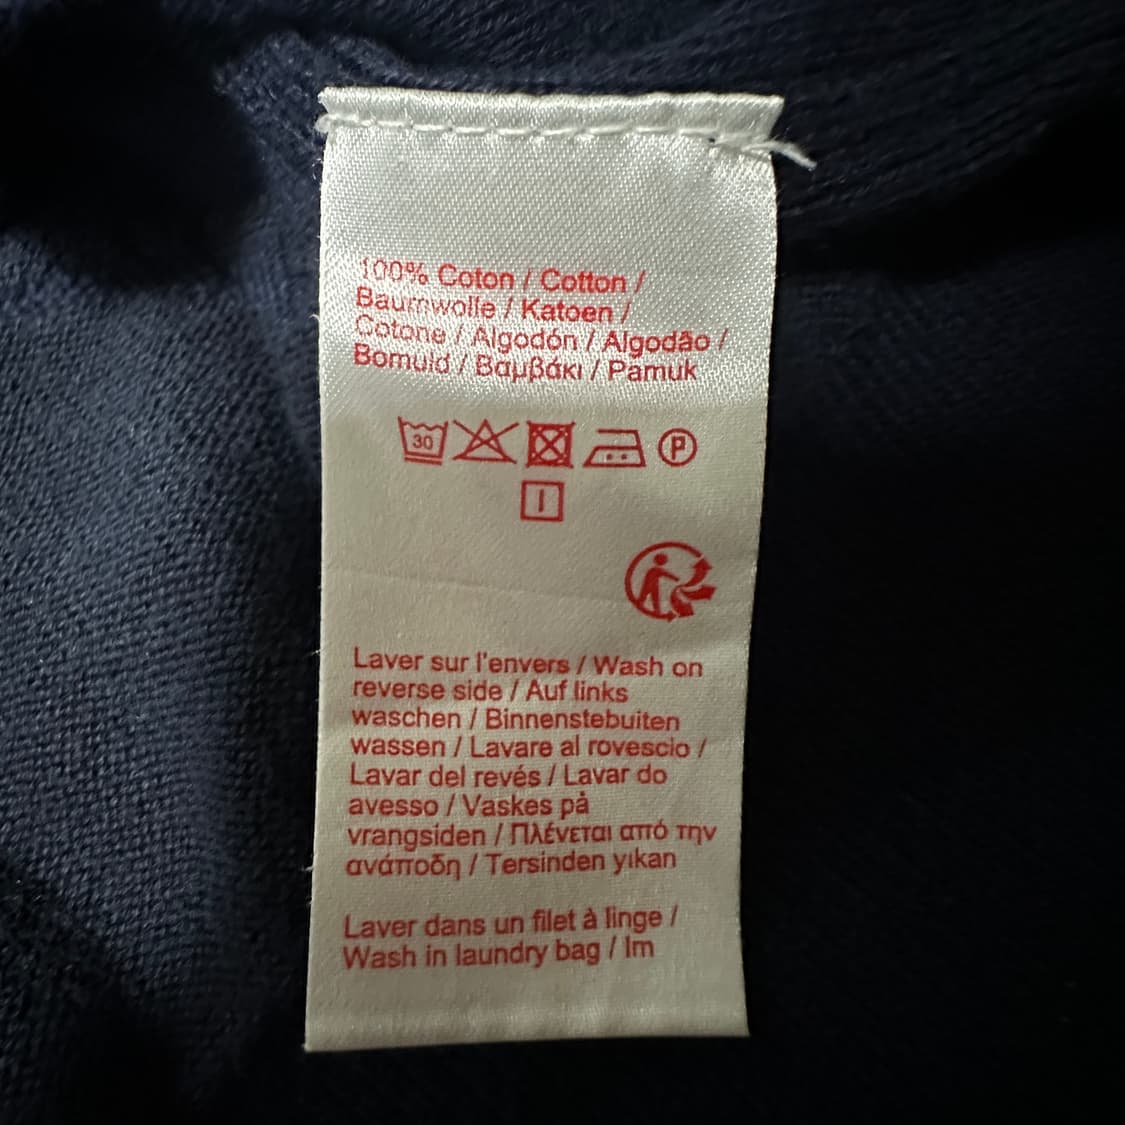 100% Coton / Cotton /
Baumwolle / Katoen /
Cotone / Algodón / Algodão /
Bomuld / Βαμβάκι / Pamuk
30
P
Laver sur l'envers / Wash on
reverse side / Auf links
waschen / Binnenstebuiten
wassen / Lavare al rovescio /
Lavar del revés / Lavar do
avesso / Vaskes på
vrangsiden / Πλένεται από την
ανάποδη / Tersinden yıkan
Laver dans un filet à linge /
Wash in laundry bag / Im